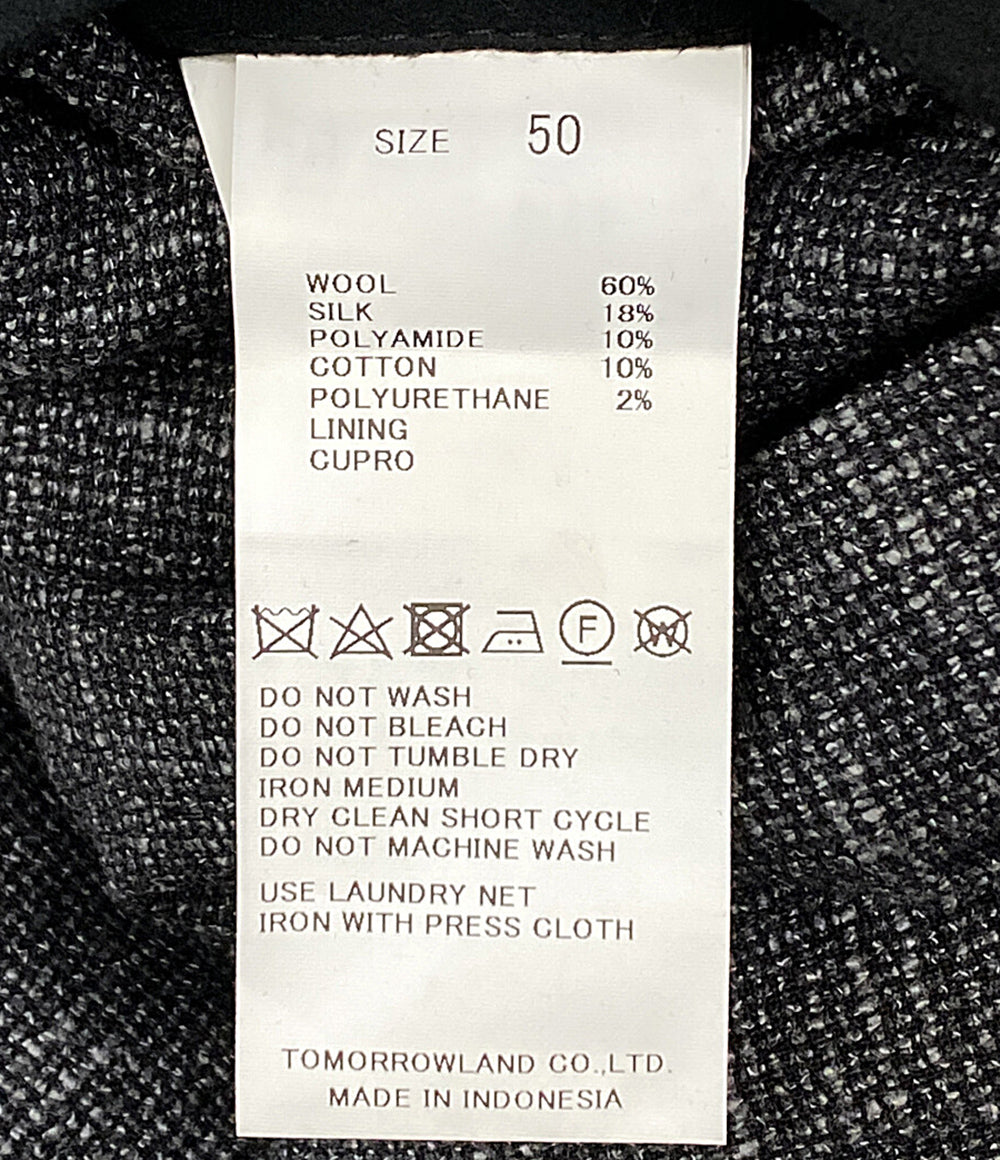 SIZE 50
WOOL 60%
SILK 18%
POLYAMIDE 10%
COTTON 10%
POLYURETHANE 2%
LINING
CUPRO
F W
DO NOT WASH
DO NOT BLEACH
DO NOT TUMBLE DRY
IRON MEDIUM
DRY CLEAN SHORT CYCLE
DO NOT MACHINE WASH
USE LAUNDRY NET
IRON WITH PRESS CLOTH
TOMORROWLAND CO.,LTD.
MADE IN INDONESIA